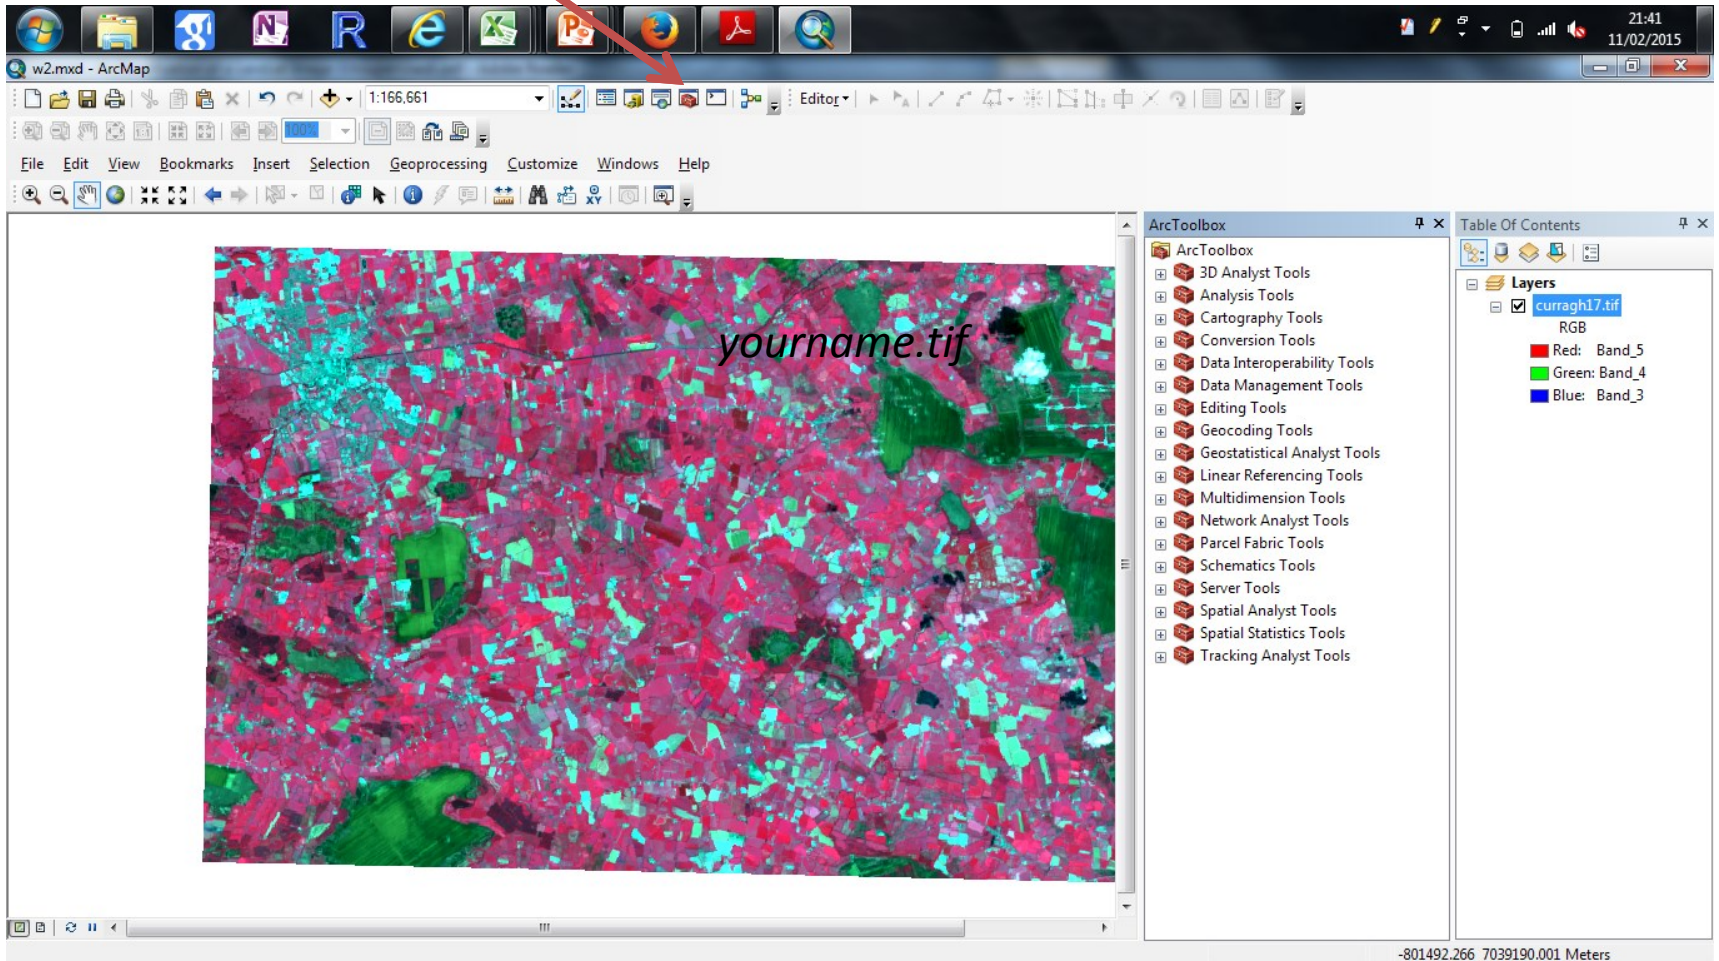 21:41
11/02/2015
w2.mxd - ArcMap
1:166,661
Editor
100%
File Edit View Bookmarks Insert Selection Geoprocessing Customize Windows Help
XY
yourname.tif
ArcToolbox
ArcToolbox
3D Analyst Tools
Analysis Tools
Cartography Tools
Conversion Tools
Data Interoperability Tools
Data Management Tools
Editing Tools
Geocoding Tools
Geostatistical Analyst Tools
Linear Referencing Tools
Multidimension Tools
Network Analyst Tools
Parcel Fabric Tools
Schematics Tools
Server Tools
Spatial Analyst Tools
Spatial Statistics Tools
Tracking Analyst Tools
Table Of Contents
Layers
curragh17.tif
RGB
Red: Band_5
Green: Band_4
Blue: Band_3
-801492.266 7039190.001 Meters